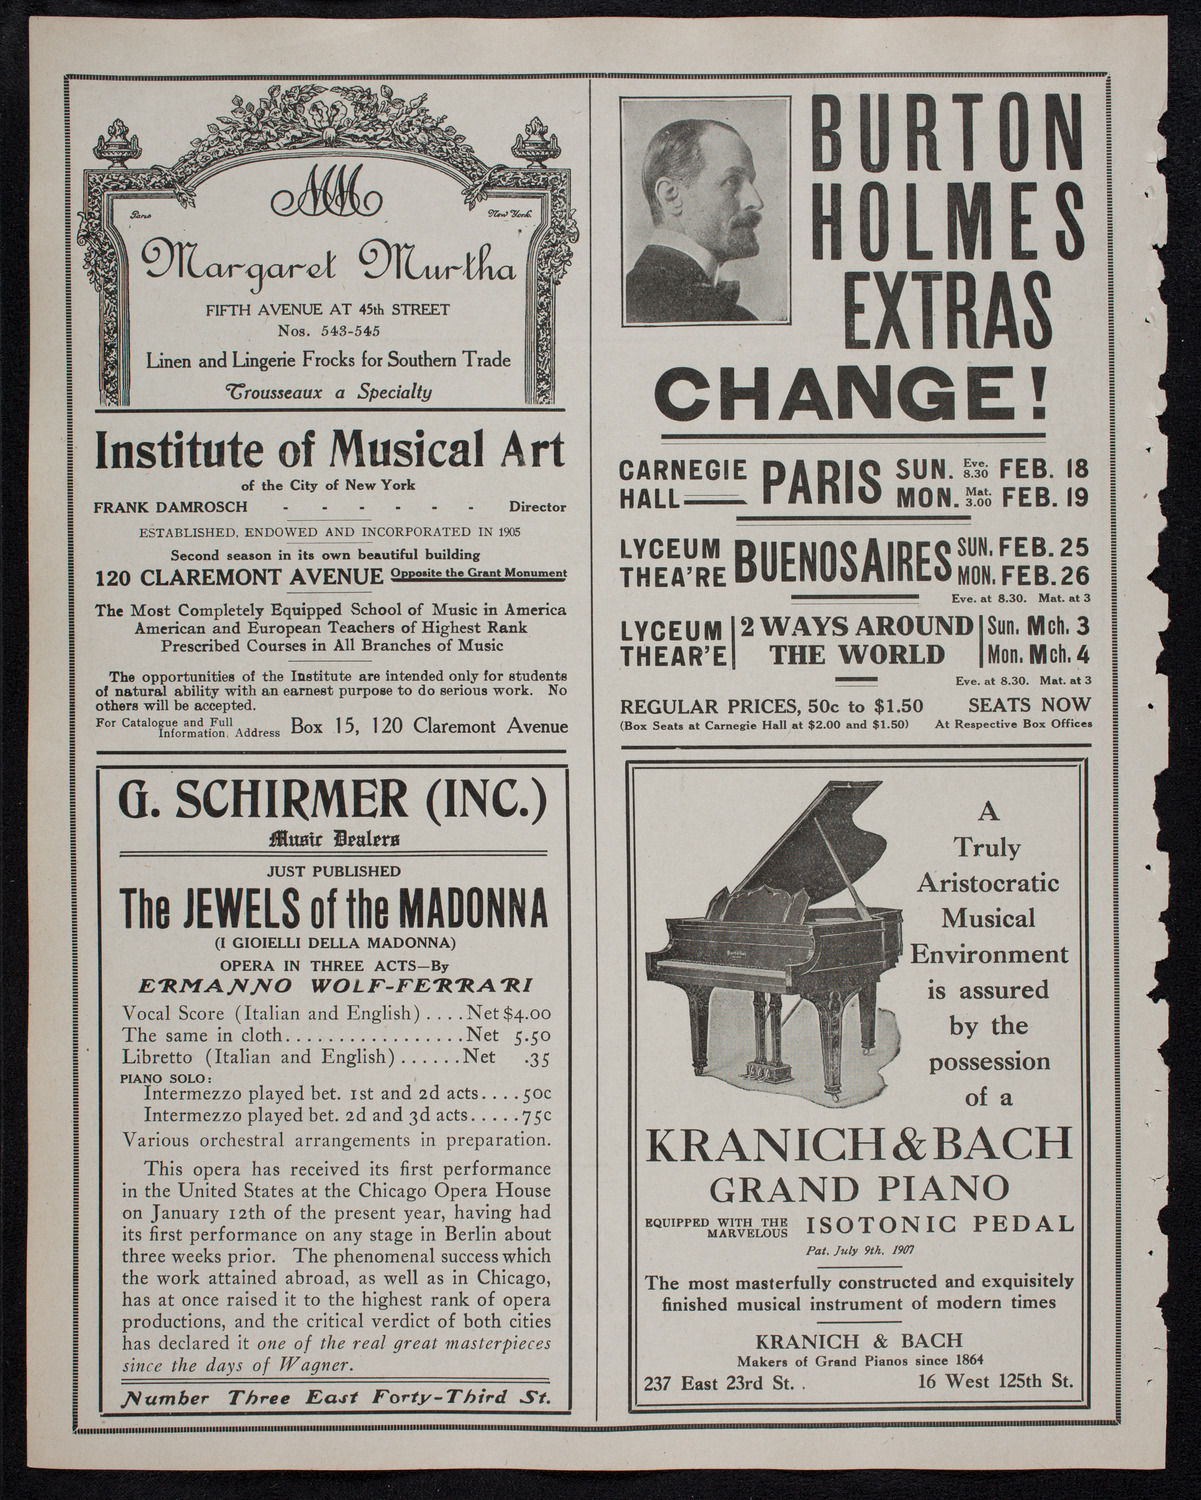 MM
Paris
New York
Margaret Murtha
FIFTH AVENUE AT 45th STREET
Nos. 543-545
Linen and Lingerie Frocks for Southern Trade
Trousseaux a Specialty
Institute of Musical Art
of the City of New York
FRANK DAMROSCH - - - - - - Director
ESTABLISHED, ENDOWED AND INCORPORATED IN 1905
Second season in its own beautiful building
120 CLAREMONT AVENUE Opposite the Grant Monument
The Most Completely Equipped School of Music in America
American and European Teachers of Highest Rank
Prescribed Courses in All Branches of Music
The opportunities of the Institute are intended only for students
of natural ability with an earnest purpose to do serious work. No
others will be accepted.
For Catalogue and Full
Information, Address Box 15, 120 Claremont Avenue
G. SCHIRMER (INC.)
Music Dealers
JUST PUBLISHED
The JEWELS of the MADONNA
(I GIOIELLI DELLA MADONNA)
OPERA IN THREE ACTS—By
ERMANNO WOLF-FERRARI
Vocal Score (Italian and English) . . . . Net $4.00
The same in cloth. . . . . . . . . . . . . . . . . Net 5.50
Libretto (Italian and English) . . . . . . Net .35
PIANO SOLO:
Intermezzo played bet. 1st and 2d acts. . . . 50c
Intermezzo played bet. 2d and 3d acts. . . . . 75c
Various orchestral arrangements in preparation.
This opera has received its first performance
in the United States at the Chicago Opera House
on January 12th of the present year, having had
its first performance on any stage in Berlin about
three weeks prior. The phenomenal success which
the work attained abroad, as well as in Chicago,
has at once raised it to the highest rank of opera
productions, and the critical verdict of both cities
has declared it one of the real great masterpieces
since the days of Wagner.
Number Three East Forty-Third St.
BURTON
HOLMES
EXTRAS
CHANGE!
CARNEGIE HALL PARIS SUN. Eve. 8.30 FEB. 18
MON. Mat. 3.00 FEB. 19
LYCEUM THEA'RE BUENOS AIRES SUN. FEB. 25
MON. FEB. 26
Eve. at 8.30. Mat. at 3
LYCEUM THEAR'E 2 WAYS AROUND THE WORLD Sun. Mch. 3
Mon. Mch. 4
Eve. at 8.30. Mat. at 3
REGULAR PRICES, 50c to $1.50 SEATS NOW
(Box Seats at Carnegie Hall at $2.00 and $1.50) At Respective Box Offices
A
Truly
Aristocratic
Musical
Environment
is assured
by the
possession
of a
KRANICH & BACH
GRAND PIANO
EQUIPPED WITH THE
MARVELOUS ISOTONIC PEDAL
Pat. July 9th, 1907
The most masterfully constructed and exquisitely
finished musical instrument of modern times
KRANICH & BACH
Makers of Grand Pianos since 1864
237 East 23rd St. . 16 West 125th St.